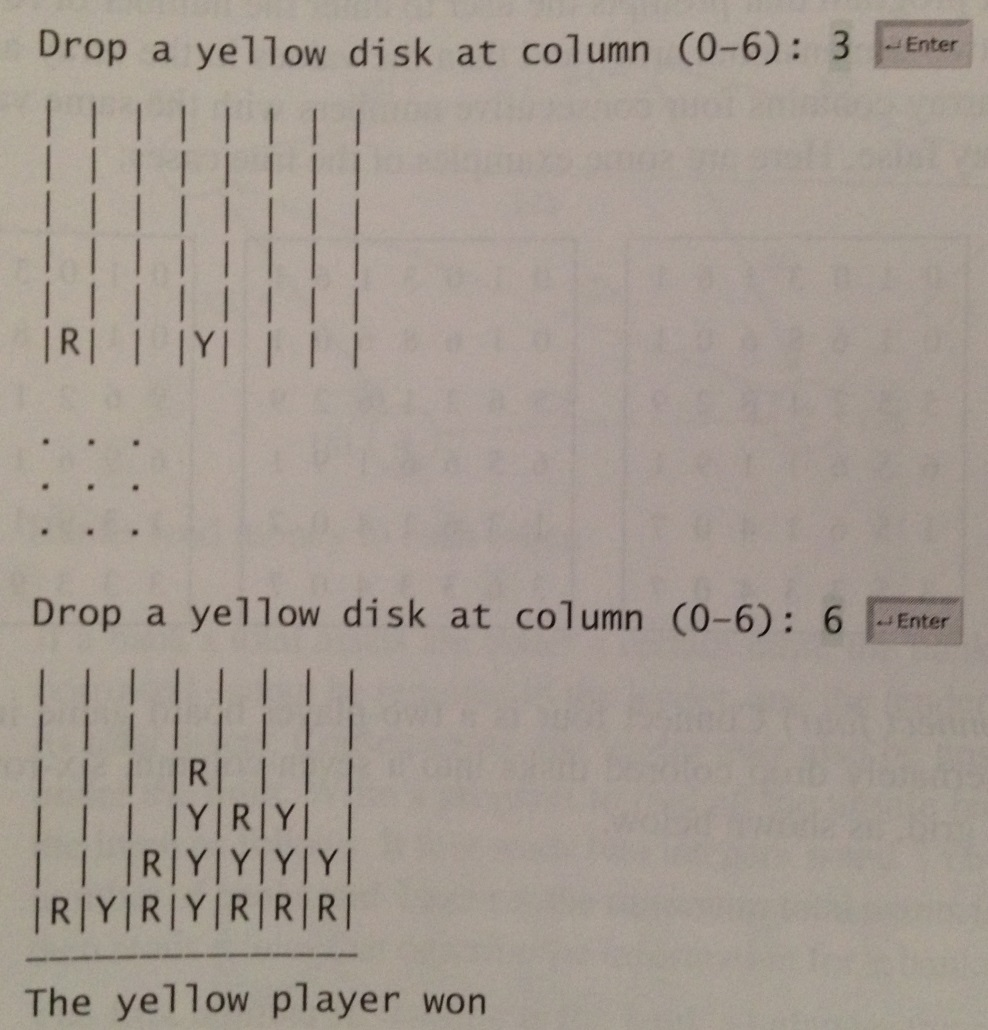 Drop a yellow disk at column (0–6): 3 ↵Enter
| | | | | | | |
| | | | | | | |
| | | | | | | |
| | | | | | | |
| | | | | | | |
|R| | |Y| | | |
. . .
. . .
. . .
Drop a yellow disk at column (0–6): 6 ↵Enter
| | | | | | | |
| | | | | | | |
| | | |R| | | |
| | | |Y|R|Y| |
| | |R|Y|Y|Y|Y|
|R|Y|R|Y|R|R|R|
———————————————
The yellow player won